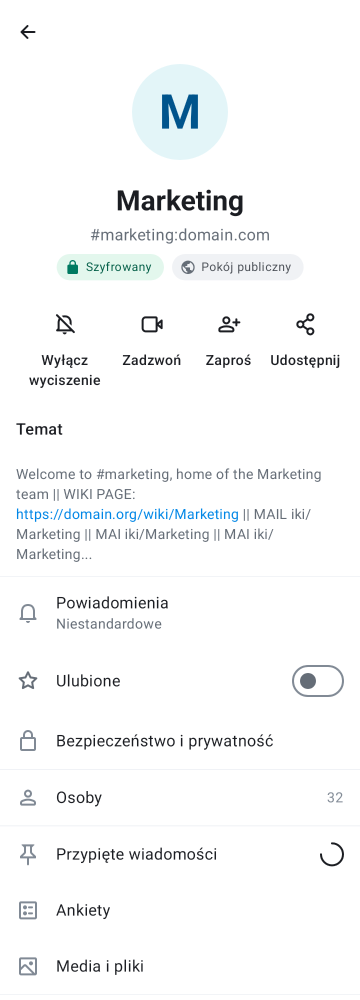 M
Marketing
#marketing:domain.com
Szyfrowany
Pokój publiczny
Wyłącz wyciszenie
Zadzwoń
Zaproś
Udostępnij
Temat
Welcome to #marketing, home of the Marketing
team || WIKI PAGE:
https://domain.org/wiki/Marketing || MAIL iki/
Marketing || MAI iki/Marketing || MAI iki/
Marketing...
Powiadomienia
Niestandardowe
Ulubione
Bezpieczeństwo i prywatność
Osoby 32
Przypięte wiadomości
Ankiety
Media i pliki